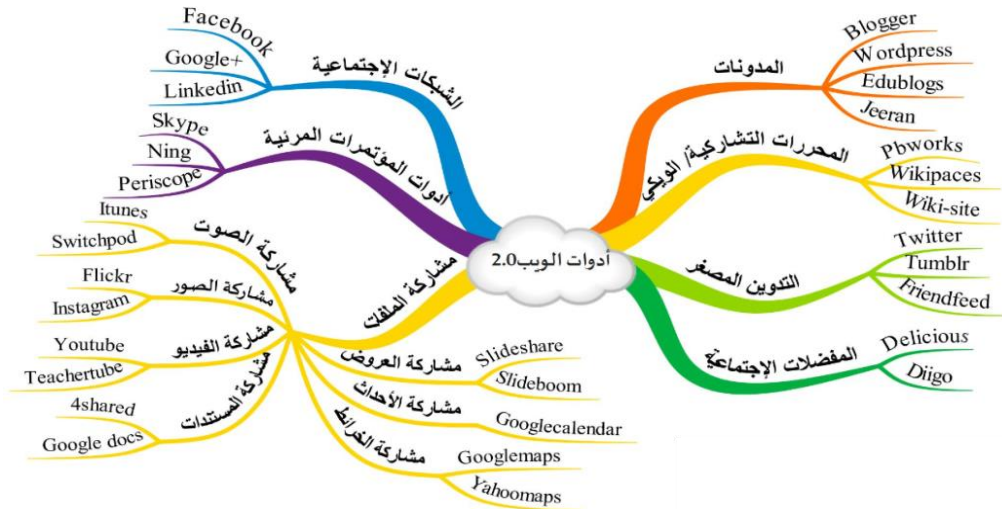 أدوات الويب2.0
المدونات
Blogger
Wordpress
Edublogs
Jeeran
المحررات التشاركية/ الويكي
Pbworks
Wikipaces
Wiki-site
التدوين المصغر
Twitter
Tumblr
Friendfeed
المفضلات الإجتماعية
Delicious
Diigo
الشبكات الإجتماعية
Facebook
Google+
Linkedin
أدوات المؤتمرات المرئية
Skype
Ning
Periscope
مشاركة الملفات
مشاركة الصوت
Itunes
Switchpod
مشاركة الصور
Flickr
Instagram
مشاركة الفيديو
Youtube
Teachertube
مشاركة المستندات
4shared
Google docs
مشاركة العروض
Slideshare
Slideboom
مشاركة الأحداث
Googlecalendar
مشاركة الخرائط
Googlemaps
Yahoomaps